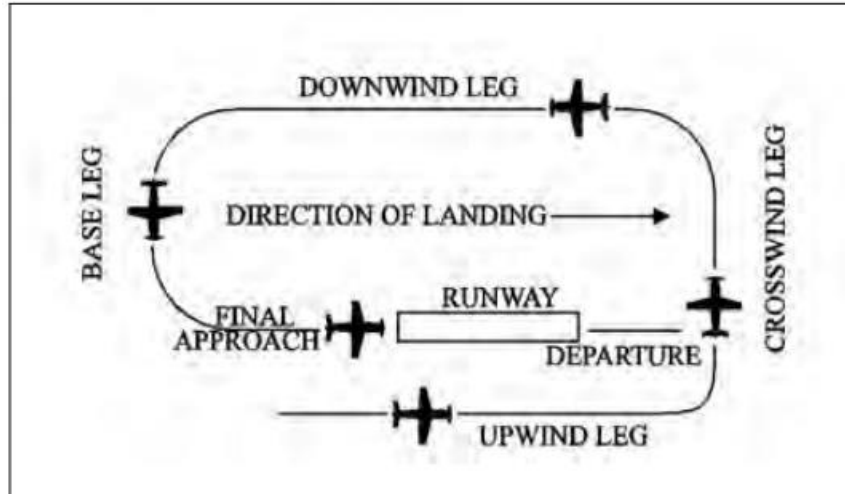 DOWNWIND LEG
BASE LEG
CROSSWIND LEG
DIRECTION OF LANDING
RUNWAY
FINAL
APPROACH
DEPARTURE
UPWIND LEG